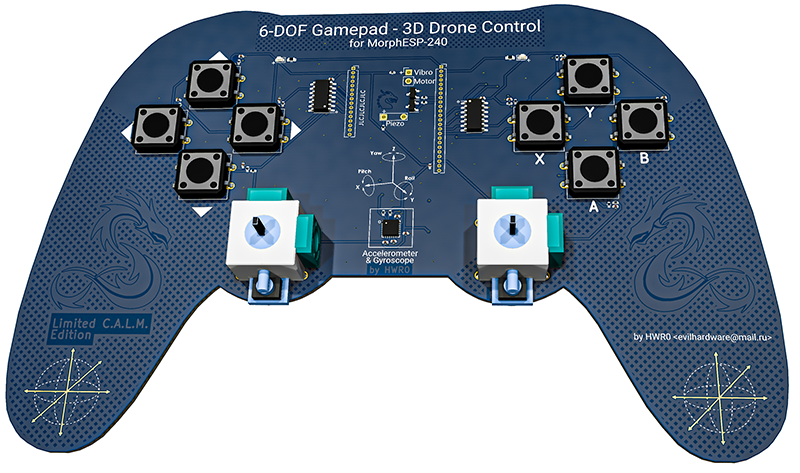 6-DOF Gamepad - 3D Drone Control
for MorphESP-240
Vibro
Motor
Piezo
Y
X
B
A
Z
Yaw
Pitch
Roll
X
Y
Accelerometer
& Gyroscope
by HWR0
Limited C.A.L.M.
Edition
by HWR0 <evilhardware@mail.ru>